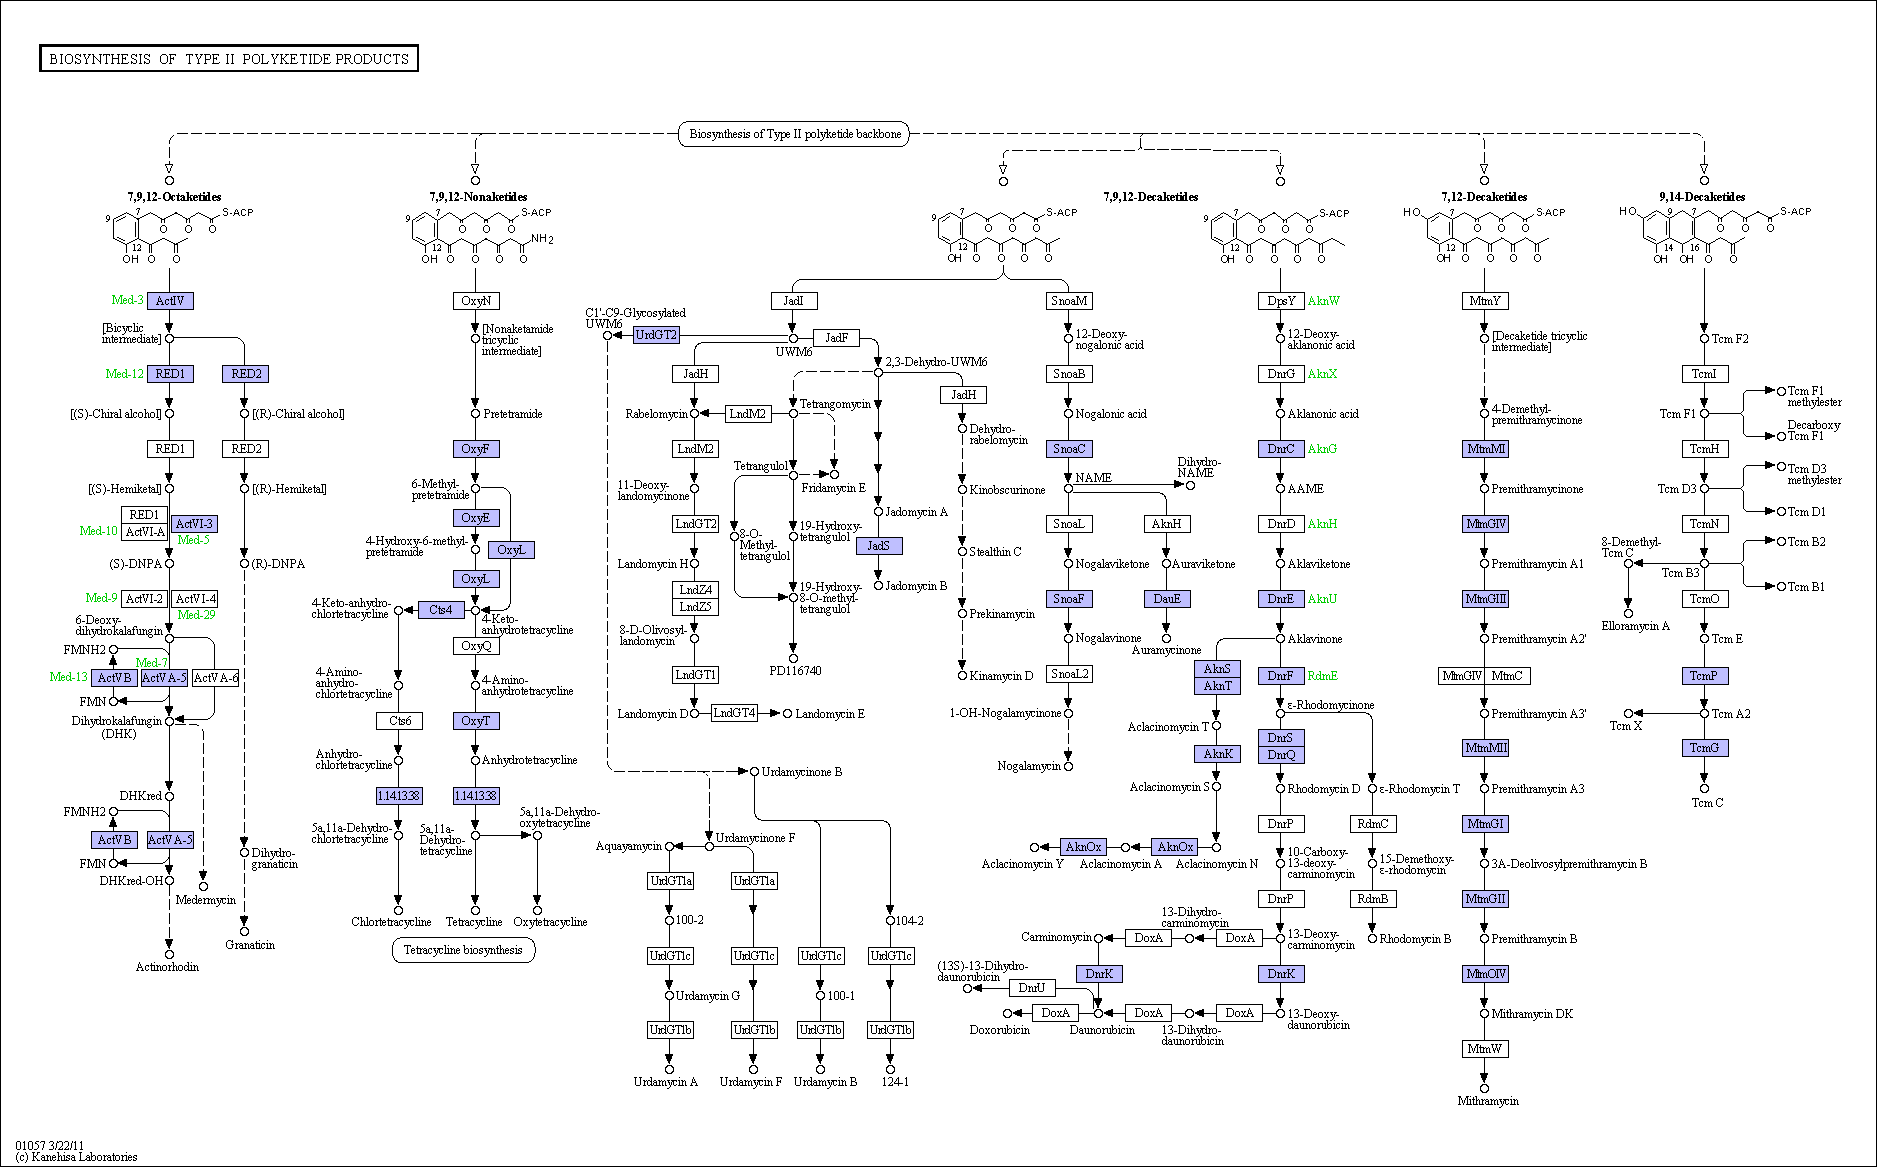 BIOSYNTHESIS OF TYPE II POLYKETIDE PRODUCTS
Biosynthesis of Type II polyketide backbone
7,9,12-Octaketides
7,9,12-Nonaketides
7,9,12-Decaketides
7,12-Decaketides
9,14-Decaketides
9
7
S-ACP
O
O
O
12
OH
O
O
9
7
S-ACP
O
O
O
NH2
12
OH
O
O
O
O
9
7
S-ACP
O
O
O
12
OH
O
O
O
O
9
7
S-ACP
O
O
O
12
OH
O
O
O
O
HO
7
S-ACP
O
O
O
12
OH
O
O
O
O
HO
9
7
S-ACP
O
O
O
14
16
OH
OH
O
O
Med-3
ActIV
[Bicyclic
intermediate]
Med-12
RED1
RED2
[(S)-Chiral alcohol]
[(R)-Chiral alcohol]
RED1
RED2
[(S)-Hemiketal]
[(R)-Hemiketal]
RED1
Med-10
ActVI-A
ActVI-3
Med-5
(S)-DNPA
(R)-DNPA
Med-9
ActVI-2
ActVI-4
Med-29
6-Deoxy-
dihydrokalafungin
FMNH2
Med-7
Med-13
ActVB
ActVA-5
ActVA-6
FMN
Dihydrokalafungin
(DHK)
DHKred
FMNH2
ActVB
ActVA-5
FMN
DHKred-OH
Dihydro-
granaticin
Medermycin
Granaticin
Actinorhodin
OxyN
[Nonaketamide
tricyclic
intermediate]
Pretetramide
OxyF
6-Methyl-
pretetramide
OxyE
4-Hydroxy-6-methyl-
pretetramide
OxyL
OxyL
4-Keto-anhydro-
chlortetracycline
Cts4
4-Keto-
anhydrotetracycline
OxyQ
4-Amino-
anhydro-
chlortetracycline
4-Amino-
anhydrotetracycline
Cts6
OxyT
Anhydro-
chlortetracycline
Anhydrotetracycline
1.14.13.38
1.14.13.38
5a,11a-Dehydro-
chlortetracycline
5a,11a-
Dehydro-
tetracycline
5a,11a-Dehydro-
oxytetracycline
Chlortetracycline
Tetracycline
Oxytetracycline
Tetracycline biosynthesis
JadI
C1'-C9-Glycosylated
UWM6
UrdGT2
UWM6
JadF
2,3-Dehydro-UWM6
JadH
JadH
Rabelomycin
LndM2
Tetrangomycin
Dehydro-
rabelomycin
LndM2
Tetrangulol
Fridamycin E
11-Deoxy-
landomycinone
Kinobscurinone
Jadomycin A
LndGT2
8-O-
Methyl-
tetrangulol
19-Hydroxy-
tetrangulol
JadS
Stealthin C
Landomycin H
Jadomycin B
LndZ4
LndZ5
19-Hydroxy-
8-O-methyl-
tetrangulol
Prekinamycin
8-D-Olivosyl-
landomycin
PD116740
Kinamycin D
LndGT1
Landomycin D
LndGT4
Landomycin E
Urdamycinone B
Aquayamycin
Urdamycinone F
UrdGT1a
UrdGT1a
100-2
104-2
UrdGT1c
UrdGT1c
UrdGT1c
UrdGT1c
Urdamycin G
100-1
UrdGT1b
UrdGT1b
UrdGT1b
UrdGT1b
Urdamycin A
Urdamycin F
Urdamycin B
124-1
SnoaM
12-Deoxy-
nogalonic acid
SnoaB
Nogalonic acid
SnoaC
NAME
Dihydro-
NAME
SnoaL
AknH
Nogalaviketone
Auraviketone
SnoaF
DauE
Nogalavinone
Auramycinone
SnoaL2
1-OH-Nogalamycinone
Nogalamycin
DpsY
AknW
12-Deoxy-
aklanonic acid
DnrG
AknX
Aklanonic acid
DnrC
AknG
AAME
DnrD
AknH
Aklaviketone
DnrE
AknU
Aklavinone
AknS
AknT
DnrF
RdmE
ε-Rhodomycinone
Aclacinomycin T
DnrS
DnrQ
AknK
Aclacinomycin S
Rhodomycin D
ε-Rhodomycin T
DnrP
RdmC
AknOx
AknOx
Aclacinomycin Y
Aclacinomycin A
Aclacinomycin N
10-Carboxy-
13-deoxy-
carminomycin
15-Demethoxy-
ε-rhodomycin
DnrP
RdmB
13-Dihydro-
carminomycin
Carminomycin
DoxA
DoxA
13-Deoxy-
carminomycin
Rhodomycin B
(13S)-13-Dihydro-
daunorubicin
DnrK
DnrK
DnrU
Doxorubicin
DoxA
Daunorubicin
DoxA
13-Dihydro-
daunorubicin
DoxA
13-Deoxy-
daunorubicin
MtmY
[Decaketide tricyclic
intermediate]
4-Demethyl-
premithramycinone
MtmMI
Premithramycinone
MtmGIV
Premithramycin A1
MtmGIII
Premithramycin A2'
MtmGIV
MtmC
Premithramycin A3'
MtmMII
Premithramycin A3
MtmGI
3A-Deolivosylpremithramycin B
MtmGII
Premithramycin B
MtmOIV
Mithramycin DK
MtmW
Mithramycin
Tcm F2
TcmI
Tcm F1
Tcm F1
methylester
Decarboxy
Tcm F1
TcmH
Tcm D3
Tcm D3
methylester
Tcm D1
TcmN
8-Demethyl-
Tcm C
Tcm B3
Tcm B2
Tcm B1
TcmO
Elloramycin A
Tcm E
TcmP
Tcm X
Tcm A2
TcmG
Tcm C
01057 3/22/11
(c) Kanehisa Laboratories